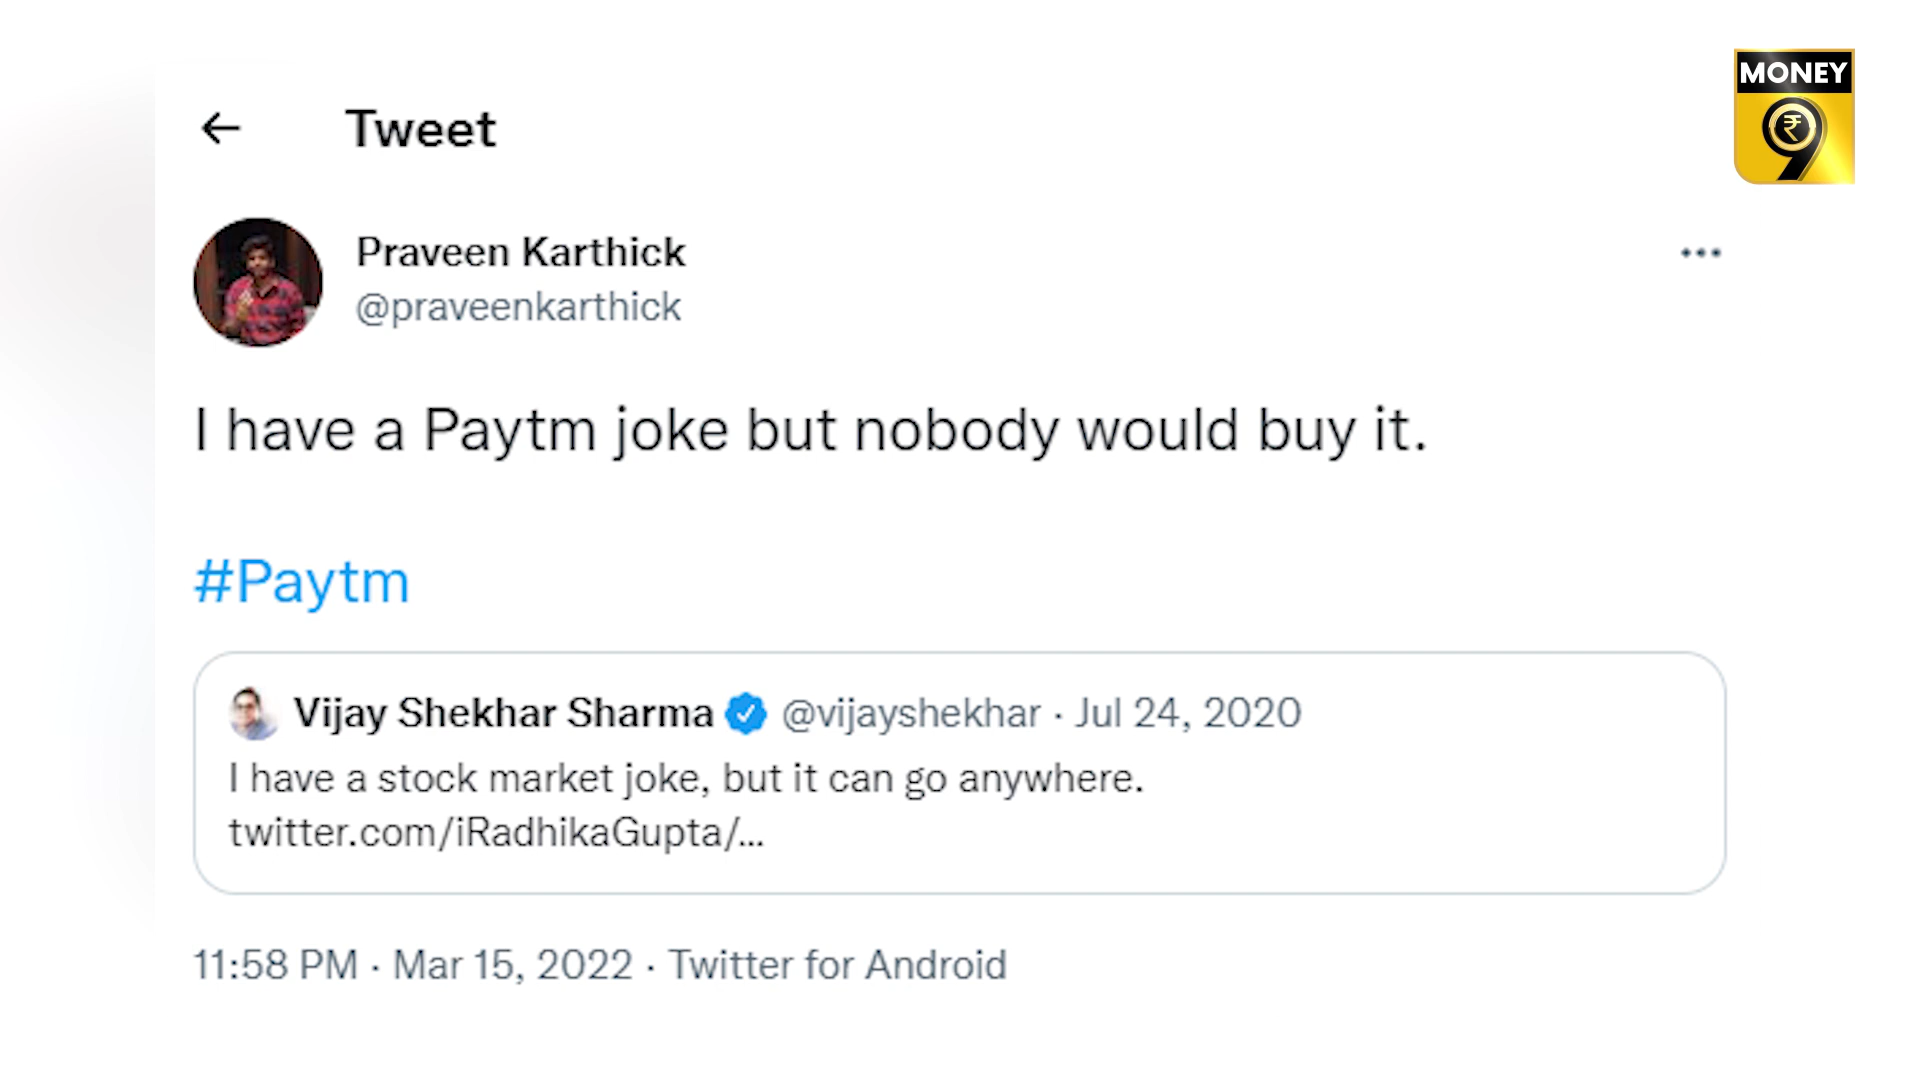 MONEY
9
Tweet
Praveen Karthick
@praveenkarthick
I have a Paytm joke but nobody would buy it.
#Paytm
Vijay Shekhar Sharma @vijayshekhar · Jul 24, 2020
I have a stock market joke, but it can go anywhere.
twitter.com/iRadhikaGupta/...
11:58 PM · Mar 15, 2022 · Twitter for Android